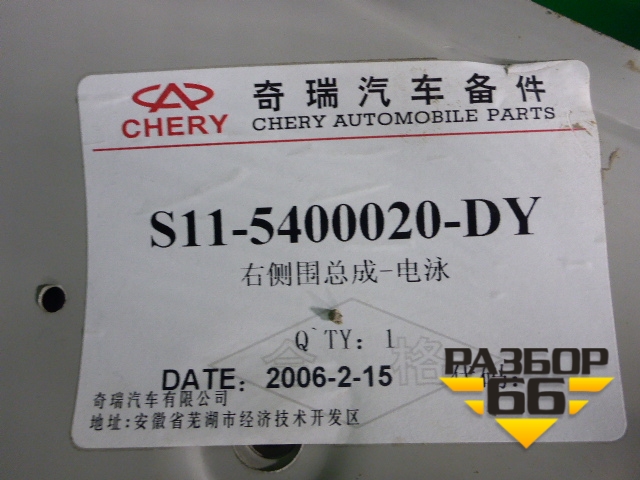 CHERY
奇瑞汽车备件
CHERY AUTOMOBILE PARTS
S11-5400020-DY
右侧围总成-电泳
Q`TY: 1
合格
DATE: 2006-2-15
奇瑞汽车有限公司
地址:安徽省芜湖市经济技术开发区
РАЗБОР
66